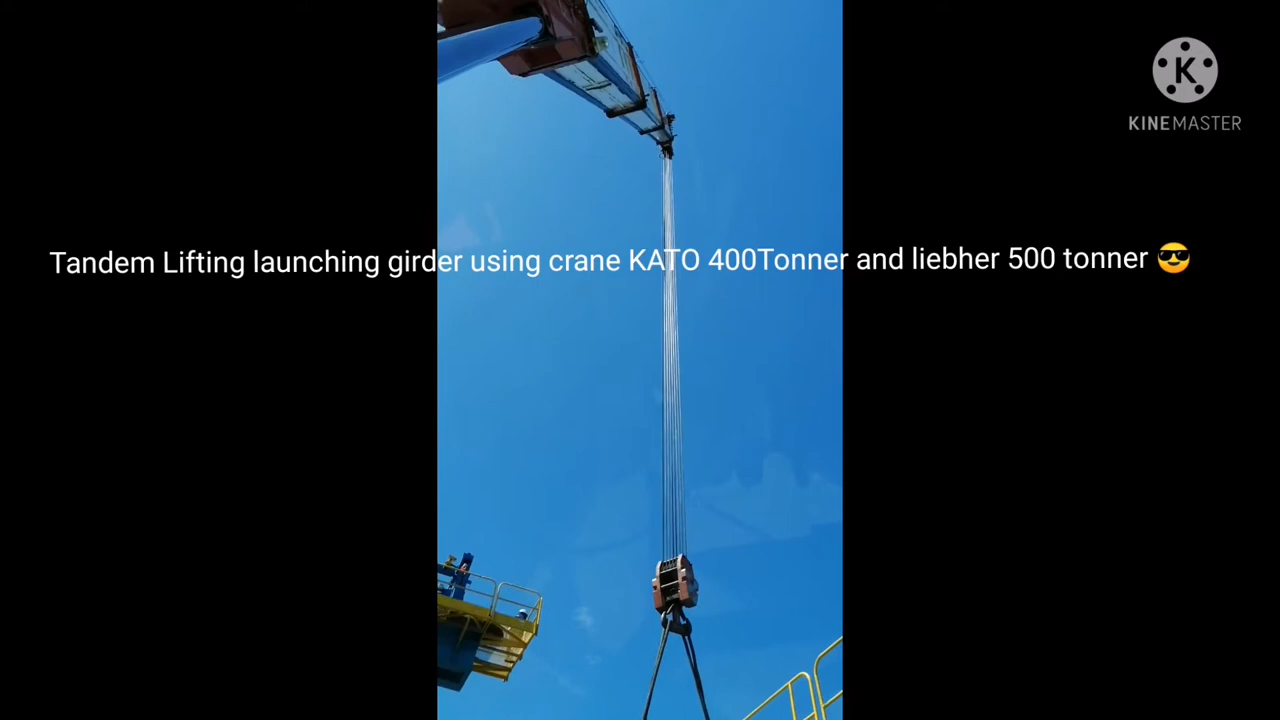 KINEMASTER
Tandem Lifting launching girder using crane KATO 400Tonner and liebher 500 tonner 😎